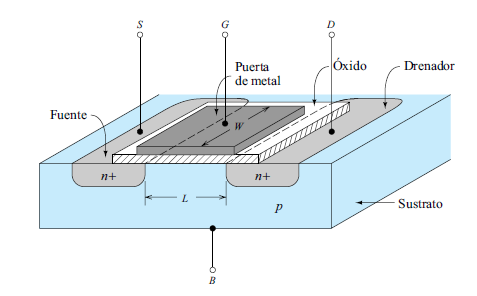 S
G
D
Puerta
de metal
Óxido
Drenador
Fuente
W
n+
n+
L
p
Sustrato
B